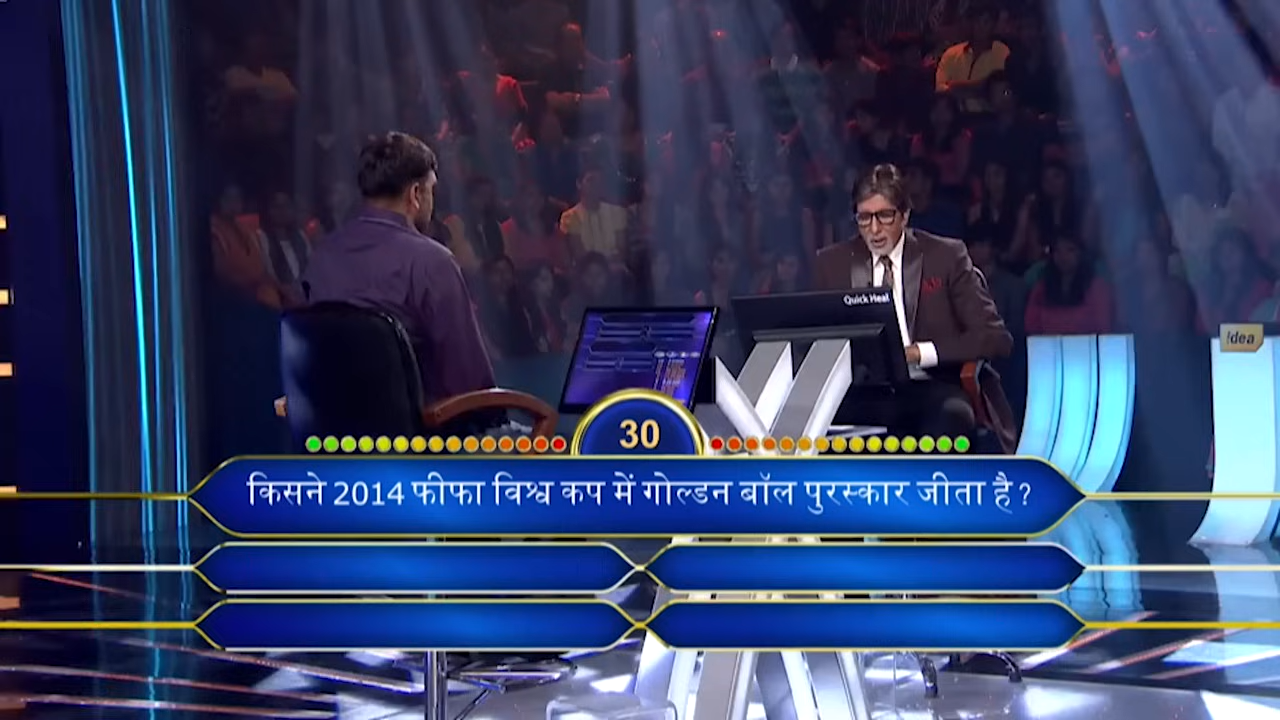 Quick Heal
idea
30
किसने 2014 फीफा विश्व कप में गोल्डन बॉल पुरस्कार जीता है?